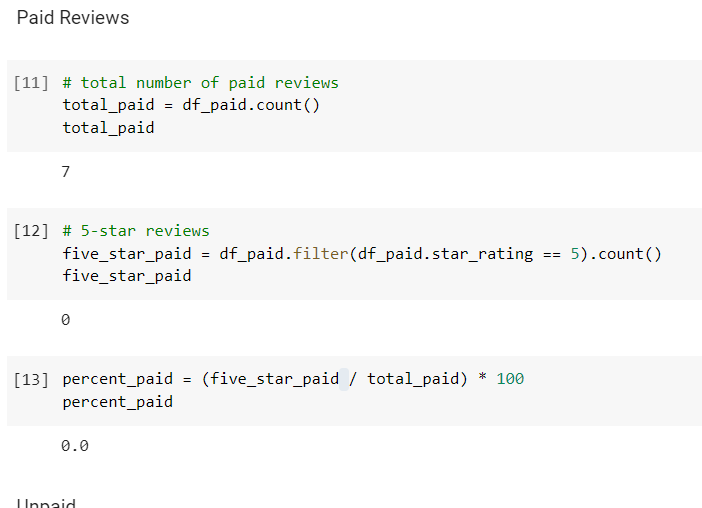 Paid Reviews
[11] # total number of paid reviews
total_paid = df_paid.count()
total_paid
7
[12] # 5-star reviews
five_star_paid = df_paid.filter(df_paid.star_rating == 5).count()
five_star_paid
0
[13] percent_paid = (five_star_paid / total_paid) * 100
percent_paid
0.0
Unpaid